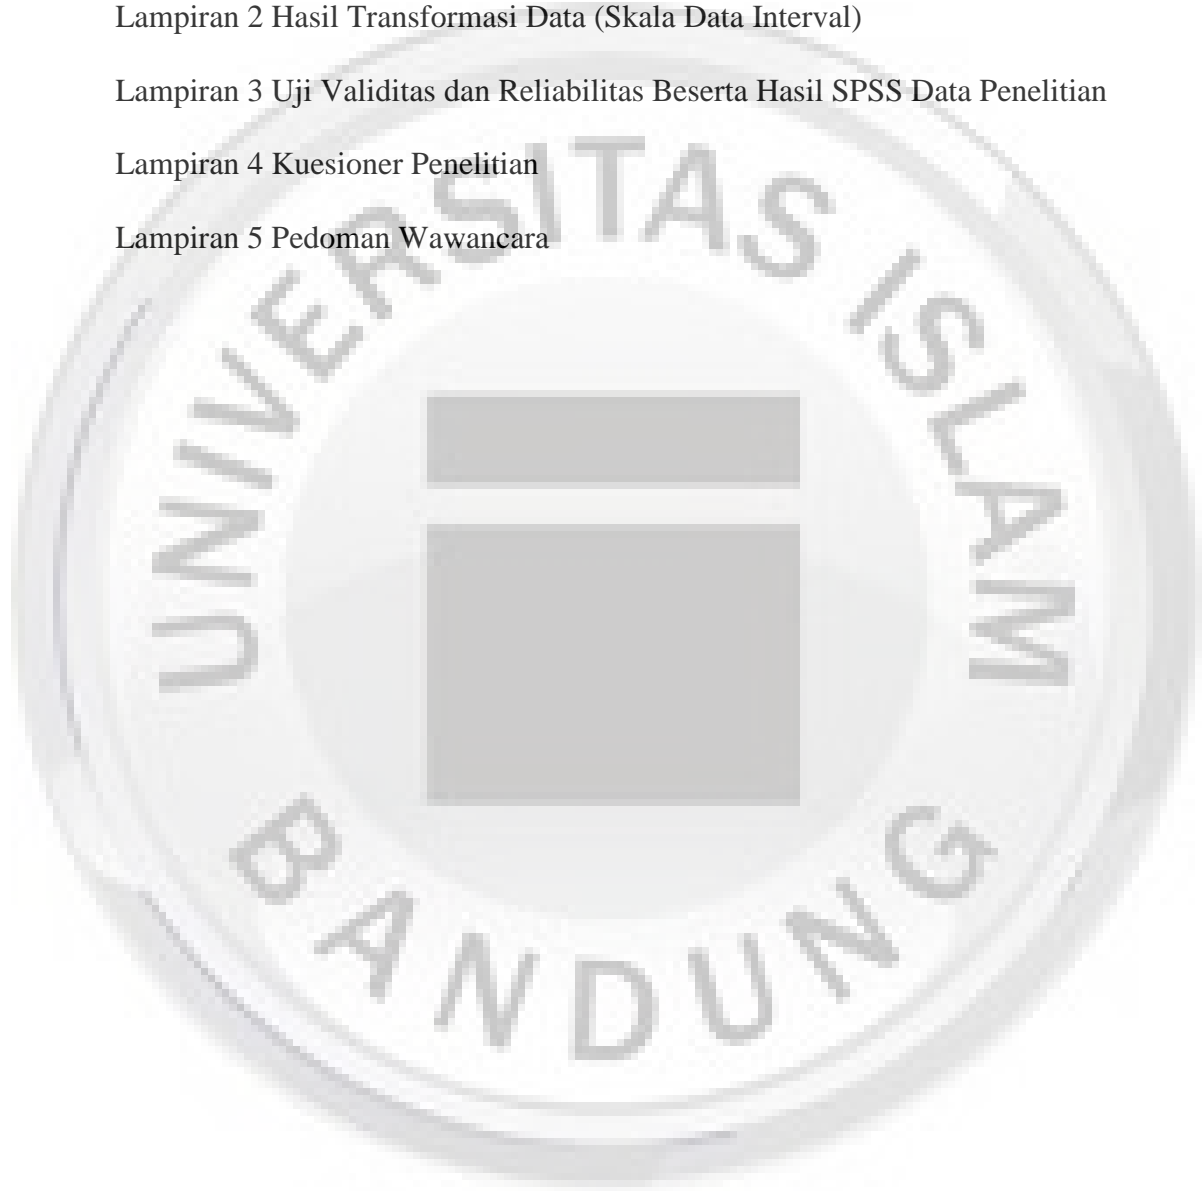 Lampiran 2 Hasil Transformasi Data (Skala Data Interval)
Lampiran 3 Uji Validitas dan Reliabilitas Beserta Hasil SPSS Data Penelitian
Lampiran 4 Kuesioner Penelitian
Lampiran 5 Pedoman Wawancara
UNIVERSITAS ISLAM
BANDUNG